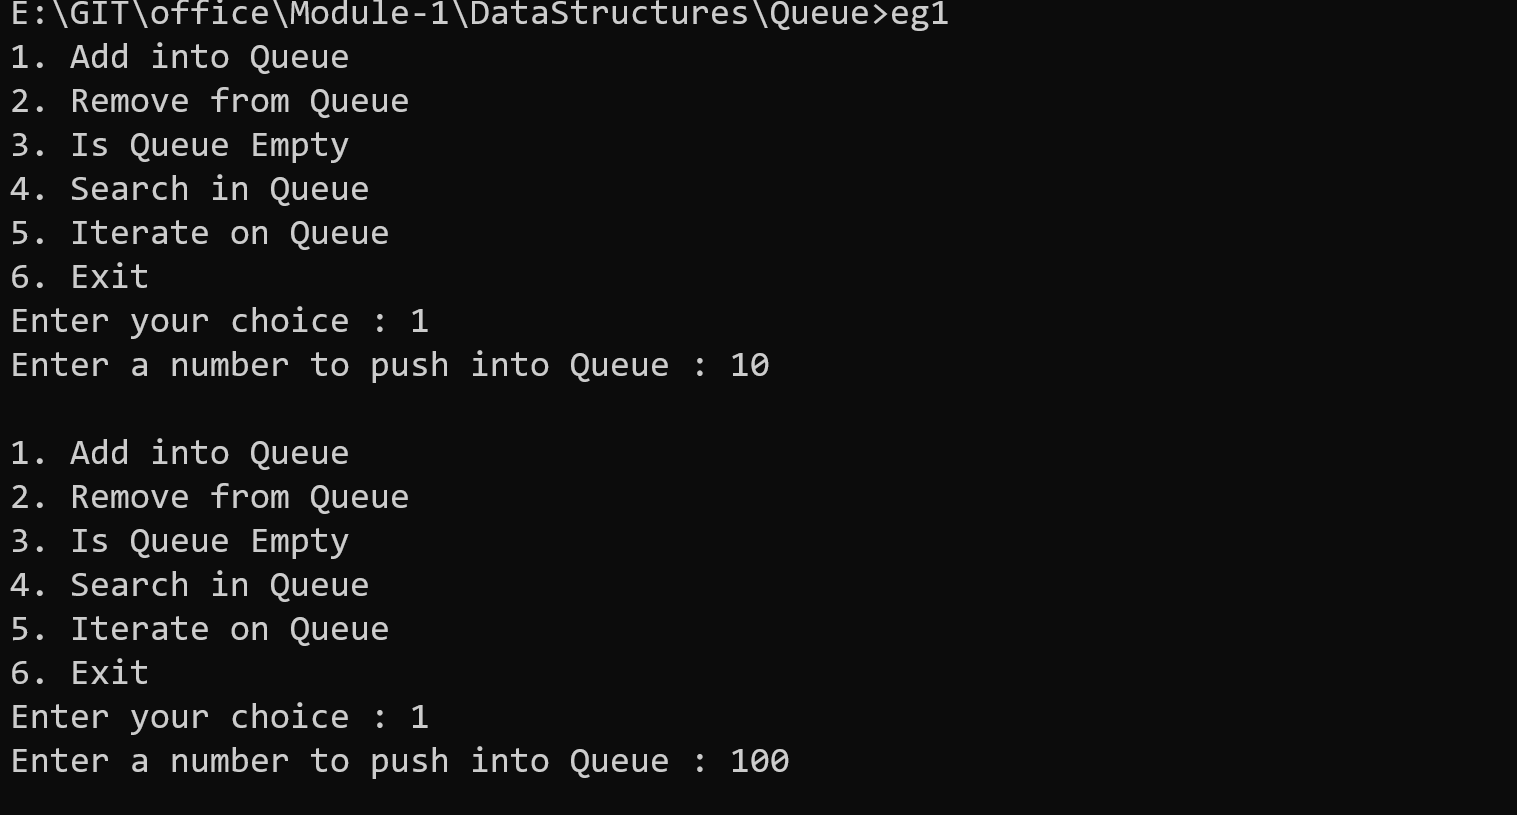 E:\GIT\office\Module-1\DataStructures\Queue>eg1
1. Add into Queue
2. Remove from Queue
3. Is Queue Empty
4. Search in Queue
5. Iterate on Queue
6. Exit
Enter your choice : 1
Enter a number to push into Queue : 10

1. Add into Queue
2. Remove from Queue
3. Is Queue Empty
4. Search in Queue
5. Iterate on Queue
6. Exit
Enter your choice : 1
Enter a number to push into Queue : 100